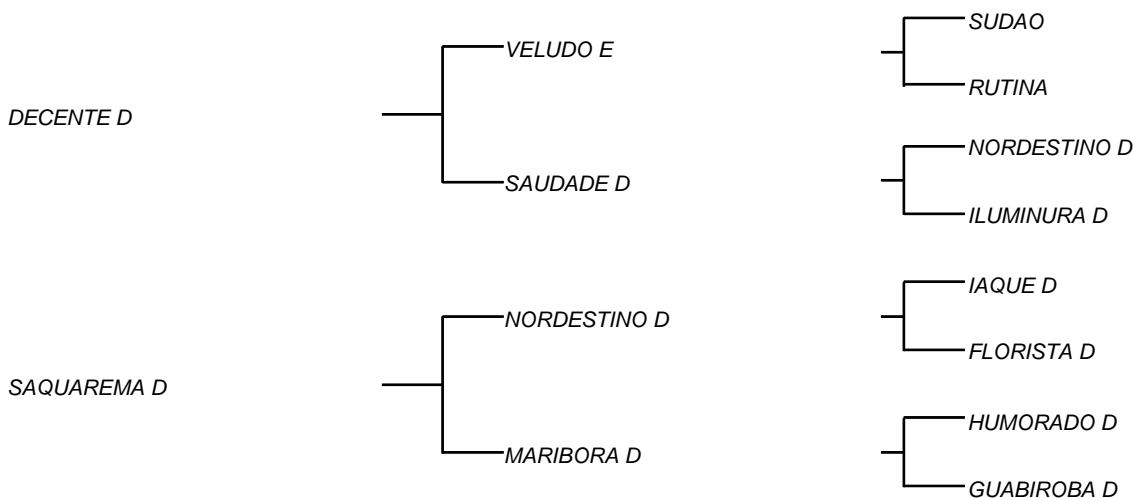 SUDAO
VELUDO E
RUTINA
DECENTE D
NORDESTINO D
SAUDADE D
ILUMINURA D
IAQUE D
NORDESTINO D
FLORISTA D
SAQUAREMA D
HUMORADO D
MARIBORA D
GUABIROBA D